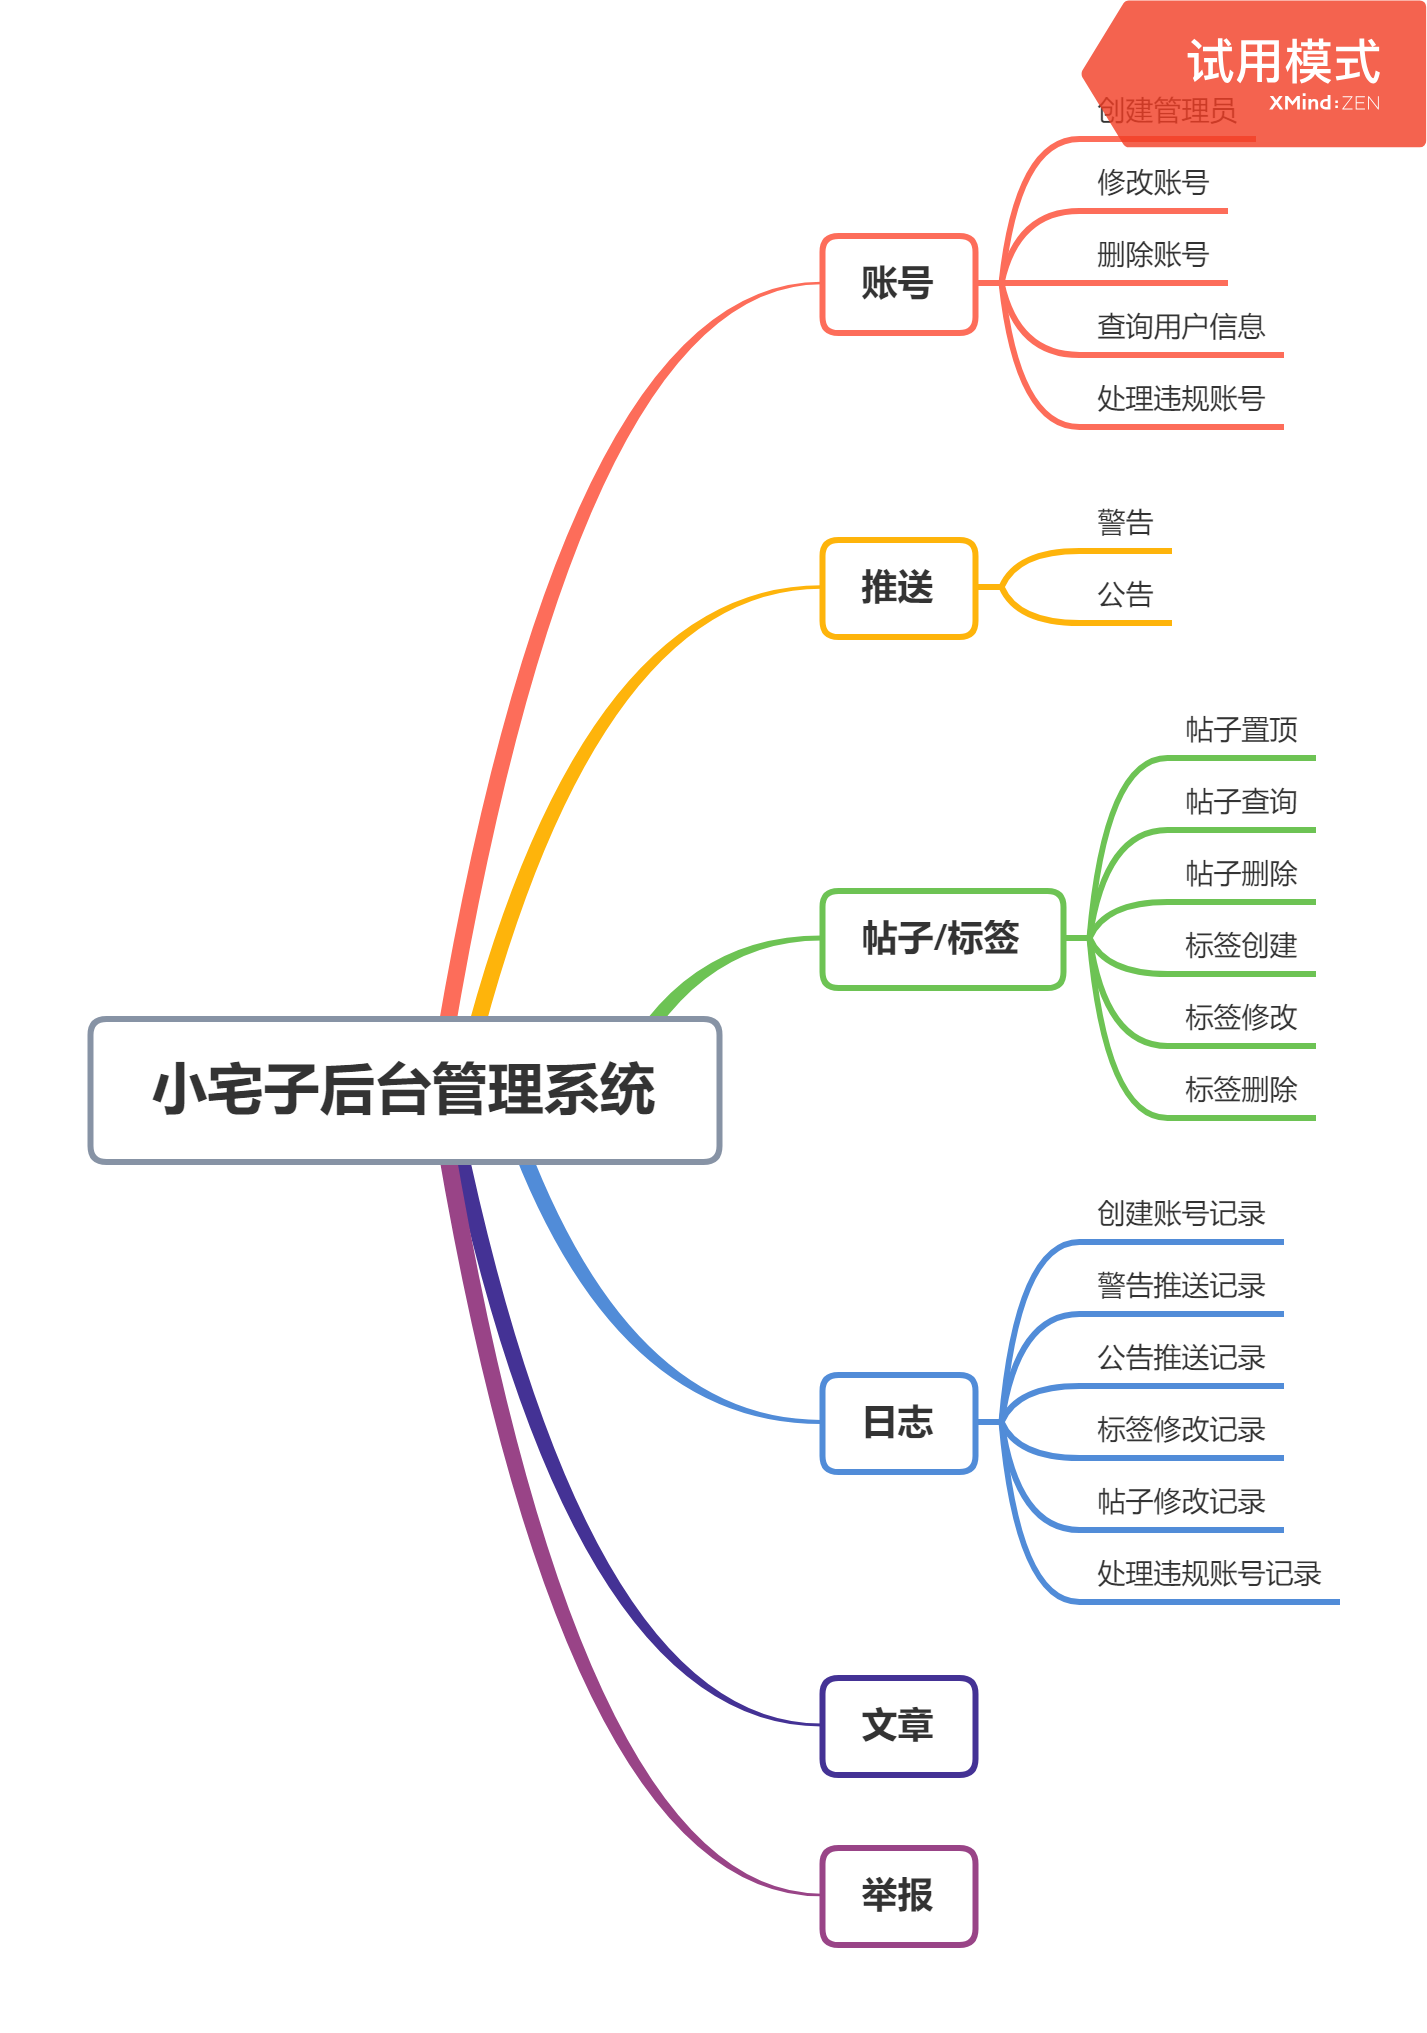 试用模式
XMind:ZEN
创建管理员
修改账号
账号
删除账号
查询用户信息
处理违规账号
警告
推送
公告
帖子置顶
帖子查询
帖子删除
帖子/标签
标签创建
标签修改
标签删除
小宅子后台管理系统
创建账号记录
警告推送记录
公告推送记录
日志
标签修改记录
帖子修改记录
处理违规账号记录
文章
举报